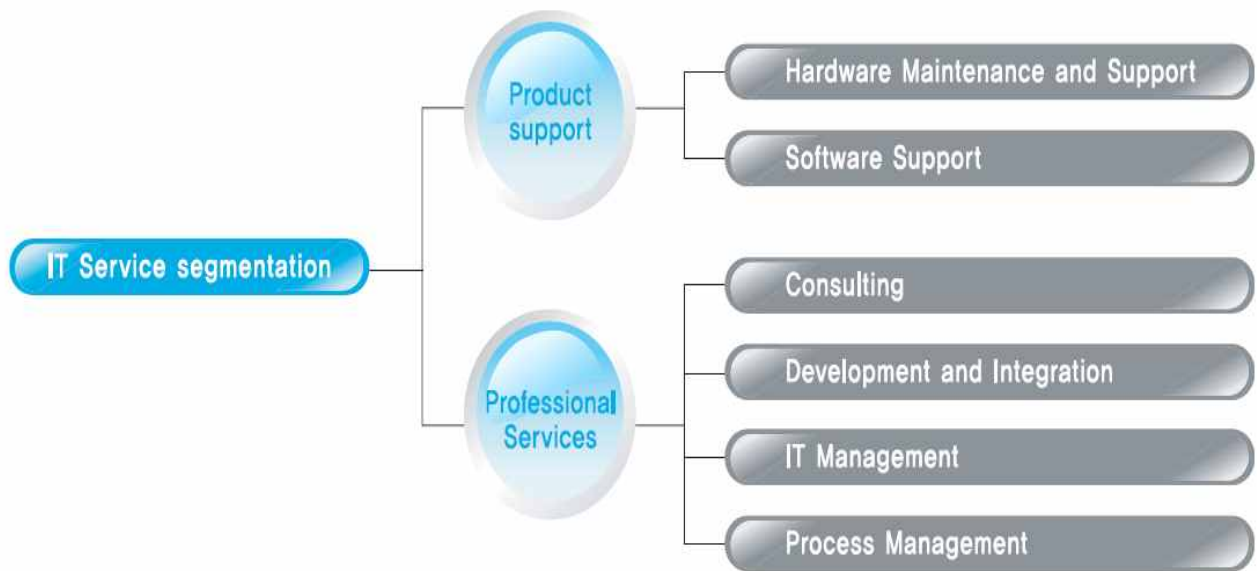 IT Service segmentation
Product
support
Hardware Maintenance and Support
Software Support
Professional
Services
Consulting
Development and Integration
IT Management
Process Management